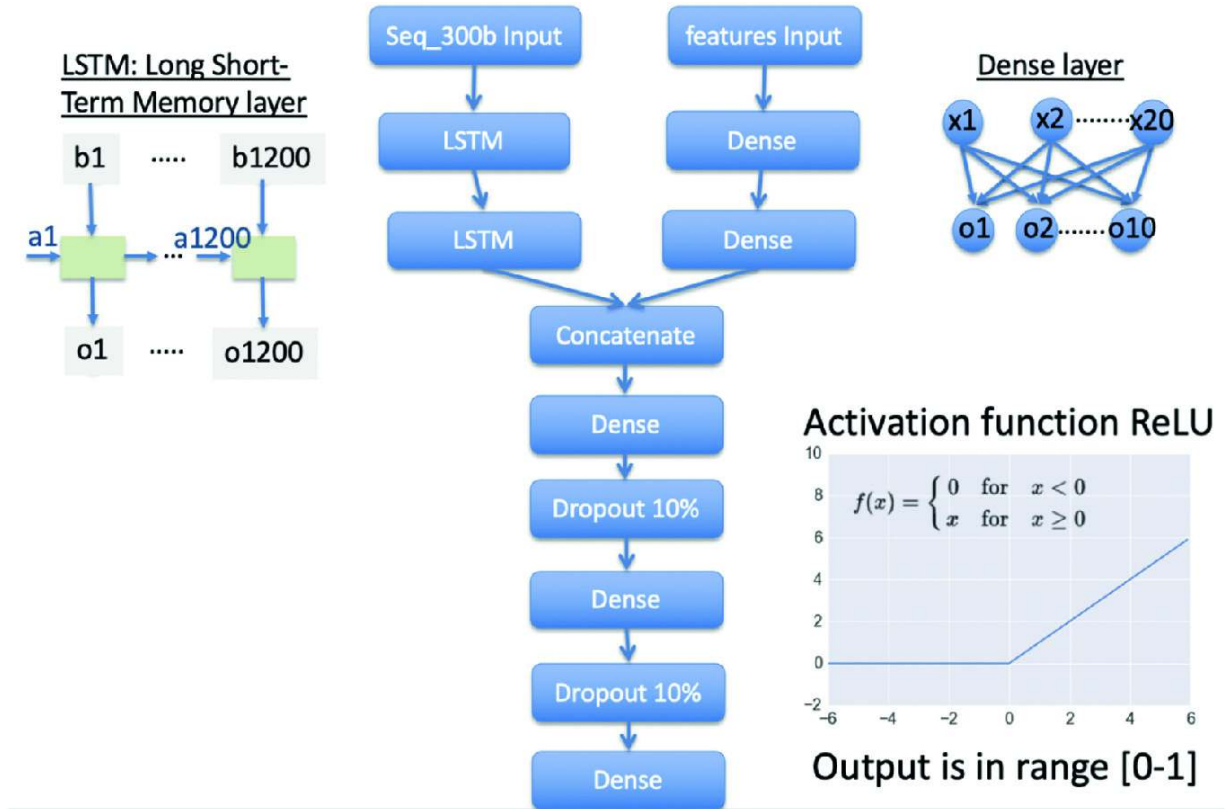 Seq_300b Input
features Input
LSTM: Long Short-
Term Memory layer
Dense layer
b1 ..... b1200
a1
... a1200
o1 ..... o1200
LSTM
Dense
LSTM
Dense
x1 x2 ........ x20
o1 o2 ....... o10
Concatenate
Dense
Dropout 10%
Dense
Dropout 10%
Dense
Activation function ReLU
10
8
6
4
2
0
−2
f(x) = { 0 for x < 0
x for x ≥ 0
−6 −4 −2 0 2 4 6
Output is in range [0-1]